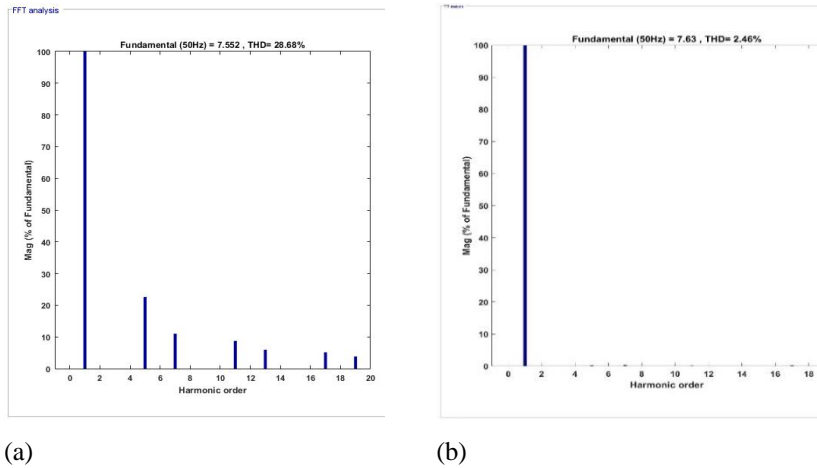 FFT analysis
Fundamental (50Hz) = 7.552 , THD= 28.68%
100
90
80
70
60
50
40
30
20
10
0
Mag (% of Fundamental)
0 2 4 6 8 10 12 14 16 18 20
Harmonic order
(a)
FFT analysis
Fundamental (50Hz) = 7.63 , THD= 2.46%
100
90
80
70
60
50
40
30
20
10
0
Mag (% of Fundamental)
0 2 4 6 8 10 12 14 16 18
Harmonic order
(b)